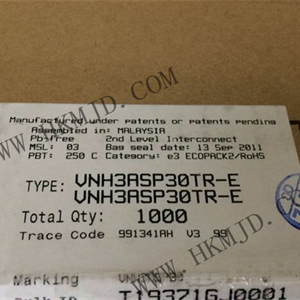 Manufactured under patents or patents pending
Assembled in: MALAYSIA
Pb-free 2nd Level Interconnect
MSL: 03 Bag seal date: 13 Sep 2011
PBT: 250 C Category: e3 ECOPACK2/RoHS
TYPE: VNH3ASP30TR-E
VNH3ASP30TR-E
Total Qty: 1000
Trace Code 991341AH V3 99
Marking
WWW.HKMJD.COM
WWW.HKMJD.COM